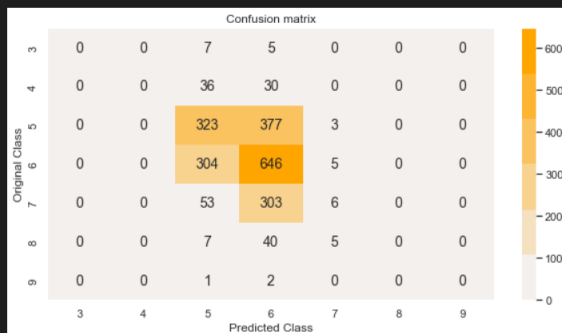 Confusion matrix
3 0 0 7 5 0 0 0
4 0 0 36 30 0 0 0
5 0 0 323 377 3 0 0
6 0 0 304 646 5 0 0
7 0 0 53 303 6 0 0
8 0 0 7 40 5 0 0
9 0 0 1 2 0 0 0
3 4 5 6 7 8 9
Predicted Class
Original Class
600
500
400
300
200
100
0